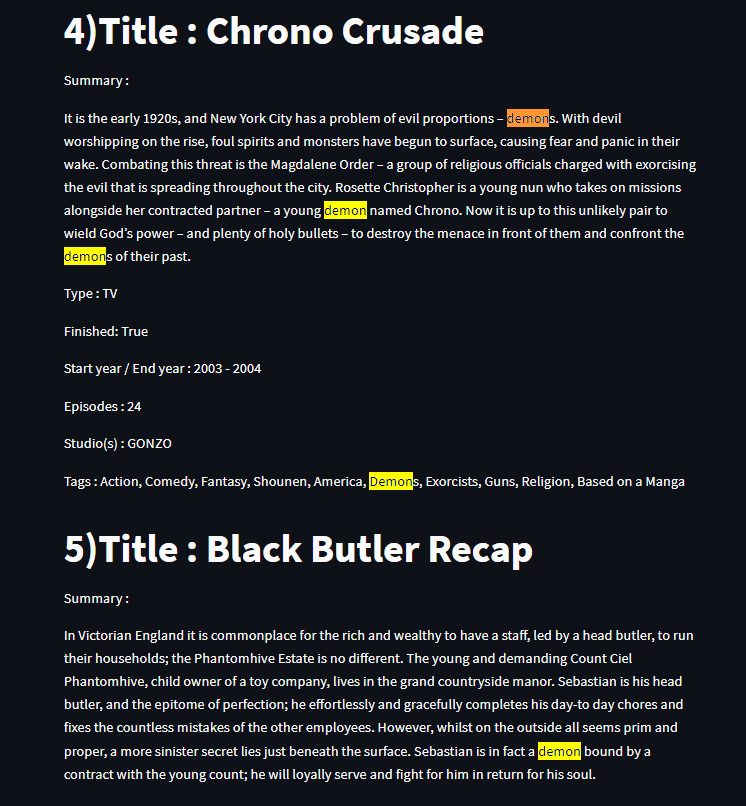 4)Title : Chrono Crusade
Summary :
It is the early 1920s, and New York City has a problem of evil proportions – demons. With devil
worshipping on the rise, foul spirits and monsters have begun to surface, causing fear and panic in their
wake. Combating this threat is the Magdalene Order – a group of religious officials charged with exorcising
the evil that is spreading throughout the city. Rosette Christopher is a young nun who takes on missions
alongside her contracted partner – a young demon named Chrono. Now it is up to this unlikely pair to
wield God’s power – and plenty of holy bullets – to destroy the menace in front of them and confront the
demons of their past.
Type : TV
Finished: True
Start year / End year : 2003 - 2004
Episodes : 24
Studio(s) : GONZO
Tags : Action, Comedy, Fantasy, Shounen, America, Demons, Exorcists, Guns, Religion, Based on a Manga
5)Title : Black Butler Recap
Summary :
In Victorian England it is commonplace for the rich and wealthy to have a staff, led by a head butler, to run
their households; the Phantomhive Estate is no different. The young and demanding Count Ciel
Phantomhive, child owner of a toy company, lives in the grand countryside manor. Sebastian is his head
butler, and the epitome of perfection; he effortlessly and gracefully completes his day-to day chores and
fixes the countless mistakes of the other employees. However, whilst on the outside all seems prim and
proper, a more sinister secret lies just beneath the surface. Sebastian is in fact a demon bound by a
contract with the young count; he will loyally serve and fight for him in return for his soul.